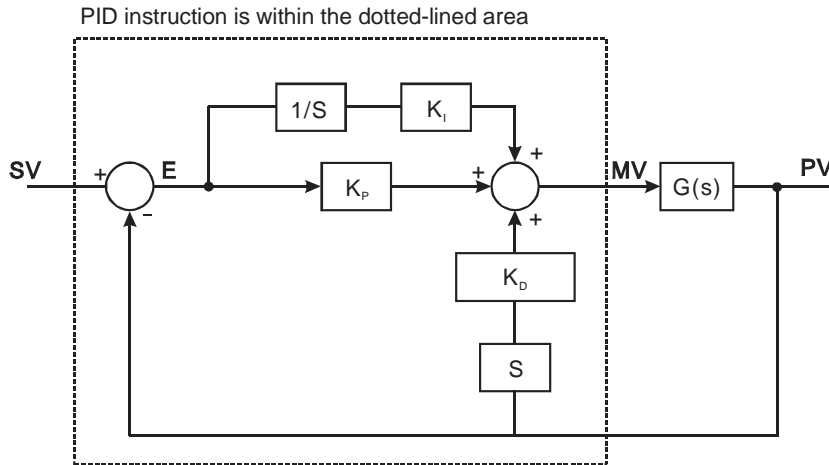 PID instruction is within the dotted-lined area
1/S
K_I
+
SV
+
E
K_P
+
MV
G(s)
PV
−
+
K_D
S